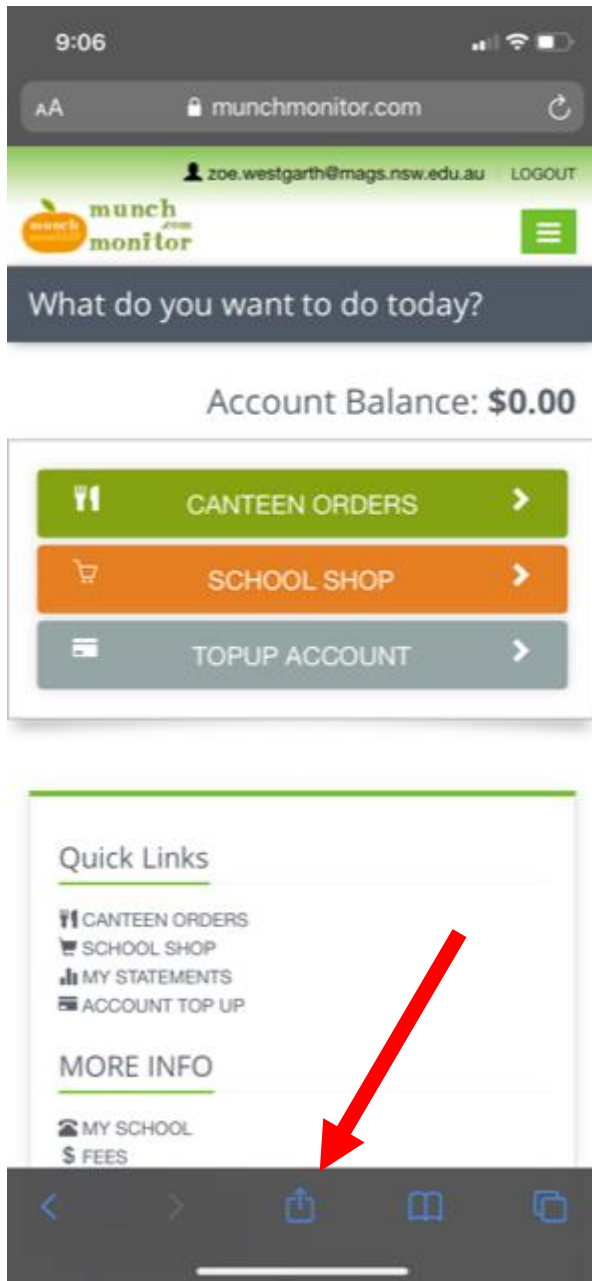 9:06
AA munchmonitor.com
zoe.westgarth@mags.nsw.edu.au LOGOUT
munch
.com
monitor
munch
monitor
What do you want to do today?
Account Balance: $0.00
CANTEEN ORDERS
SCHOOL SHOP
TOPUP ACCOUNT
Quick Links
CANTEEN ORDERS
SCHOOL SHOP
MY STATEMENTS
ACCOUNT TOP UP
MORE INFO
MY SCHOOL
$ FEES